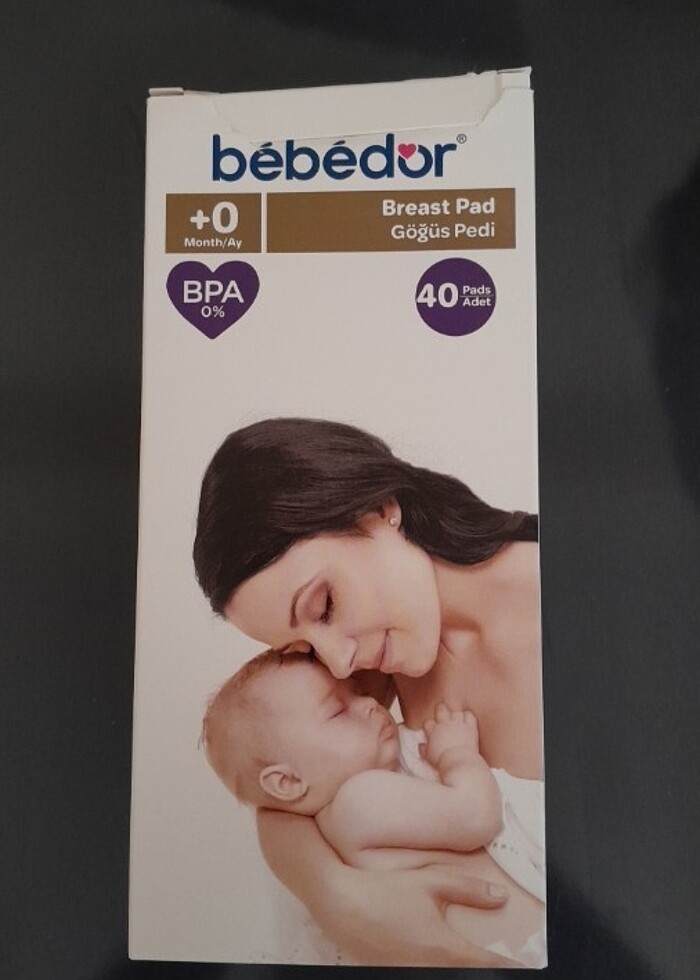 bébédor®
+0
Month/Ay
Breast Pad
Göğüs Pedi
BPA
0%
40 Pads
Adet